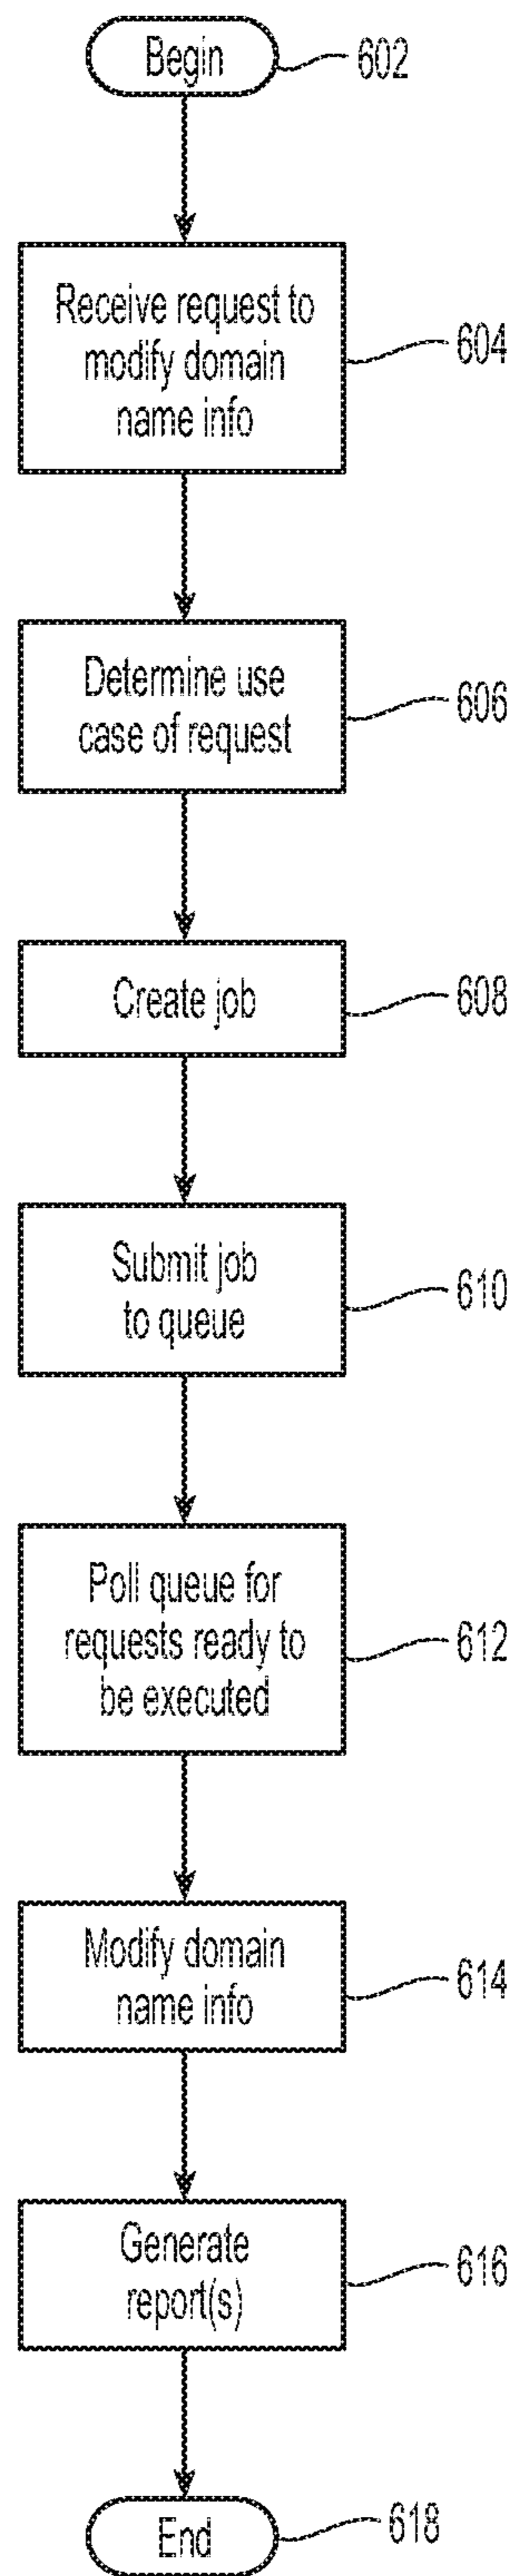 Begin
602
Receive request to
modify domain
name info
604
Determine use
case of request
606
Create job
608
Submit job
to queue
610
Poll queue for
requests ready to
be executed
612
Modify domain
name info
614
Generate
report(s)
616
End
618